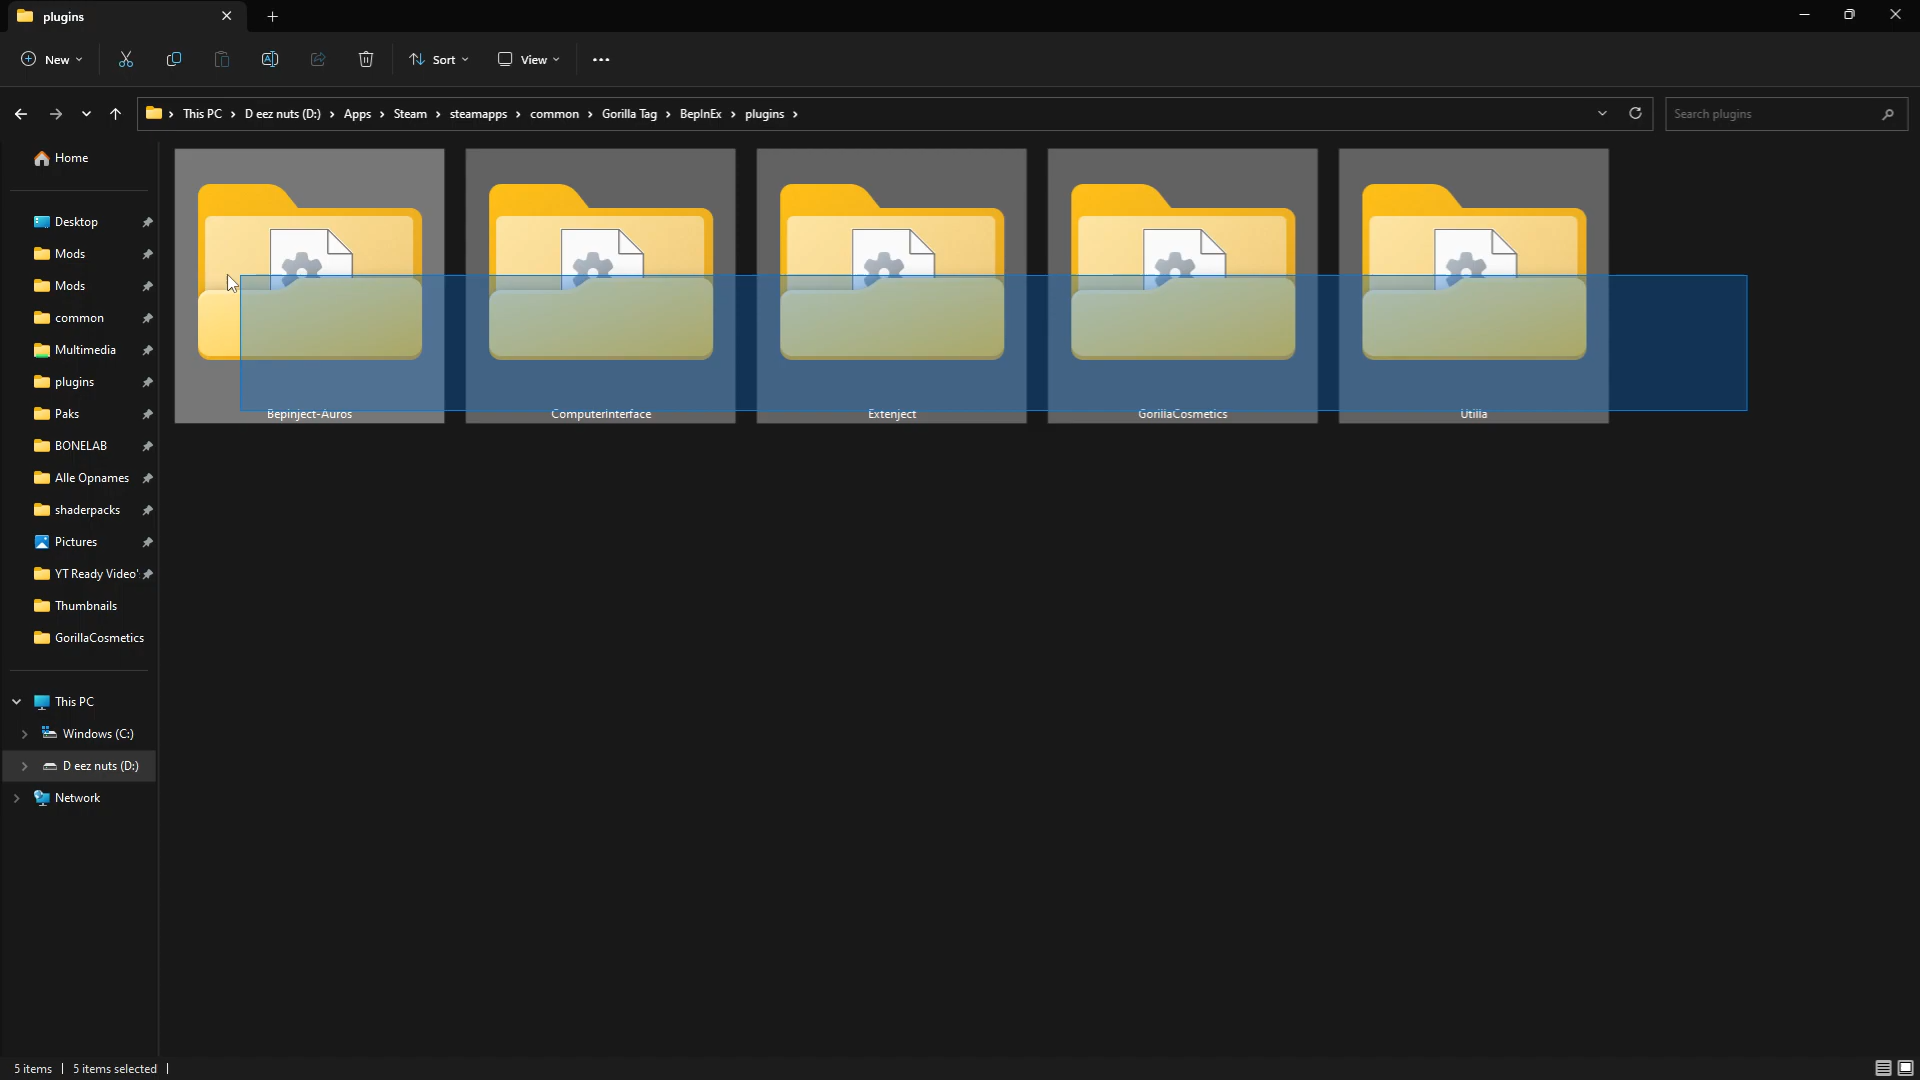 plugins
New
Sort
View
This PC > D eez nuts (D:) > Apps > Steam > steamapps > common > Gorilla Tag > BepInEx > plugins >
Search plugins
Home
Desktop
Mods
Mods
common
Multimedia
plugins
Paks
BONELAB
Alle Opnames
shaderpacks
Pictures
YT Ready Video'
Thumbnails
GorillaCosmetics
This PC
Windows (C:)
D eez nuts (D:)
Network
Bepinject-Auros
ComputerInterface
Extenject
GorillaCosmetics
Utilla
5 items
5 items selected